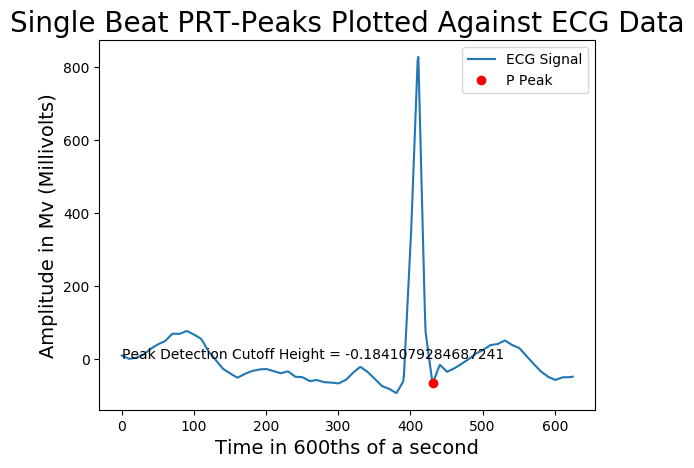 Single Beat PRT-Peaks Plotted Against ECG Data
ECG Signal
P Peak
Amplitude in Mv (Millivolts)
800
600
400
200
0
Peak Detection Cutoff Height = -0.1841079284687241
0 100 200 300 400 500 600
Time in 600ths of a second